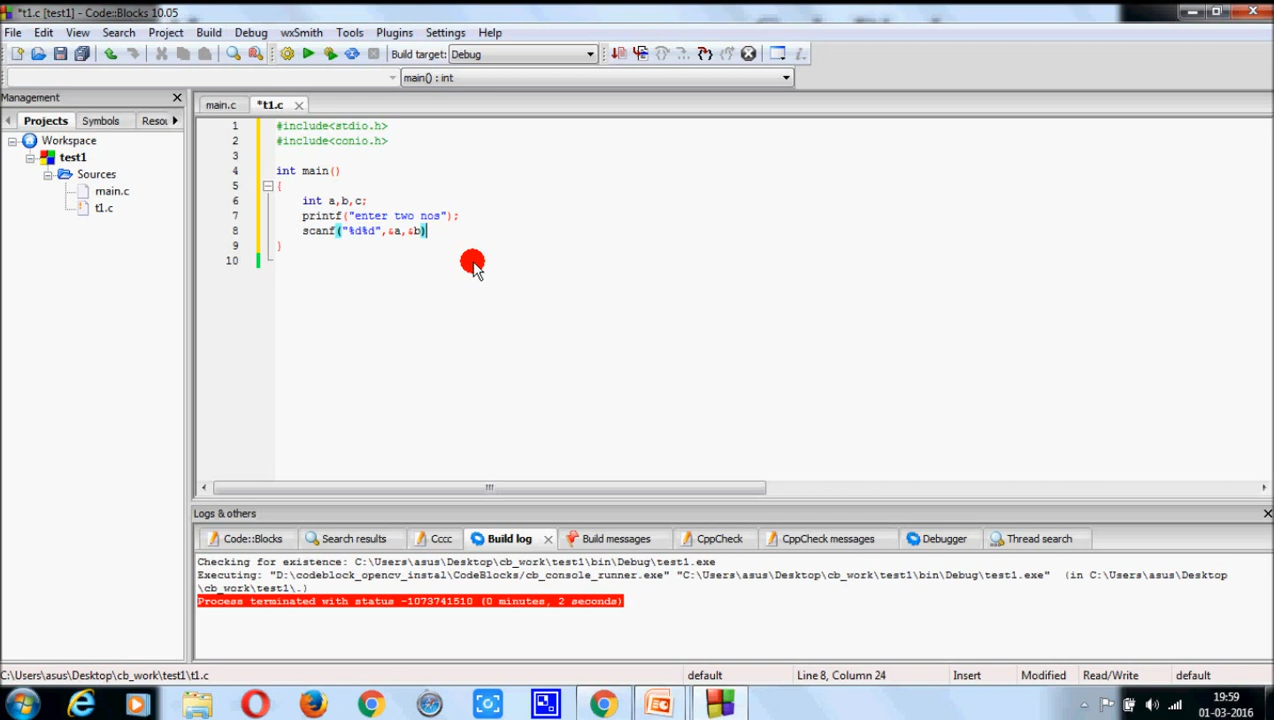 *t1.c [test1] - Code::Blocks 10.05
File Edit View Search Project Build Debug wxSmith Tools Plugins Settings Help
Build target: Debug
main() : int
Management
Projects Symbols Resou
Workspace
test1
Sources
main.c
t1.c
main.c *t1.c
1 #include<stdio.h>
2 #include<conio.h>
3
4 int main()
5 {
6 int a,b,c;
7 printf("enter two nos");
8 scanf("%d%d",&a,&b)
9 }
10
Logs & others
Code::Blocks Search results Cccc Build log Build messages CppCheck CppCheck messages Debugger Thread search
Checking for existence: C:\Users\asus\Desktop\cb_work\test1\bin\Debug\test1.exe
Executing: "D:\codeblock_opencv_instal\CodeBlocks/cb_console_runner.exe" "C:\Users\asus\Desktop\cb_work\test1\bin\Debug\test1.exe" (in C:\Users\asus\Desktop
\cb_work\test1\.)
Process terminated with status -1073741510 (0 minutes, 2 seconds)
C:\Users\asus\Desktop\cb_work\test1\t1.c default Line 8, Column 24 Insert Modified Read/Write default
19:59
01-03-2016